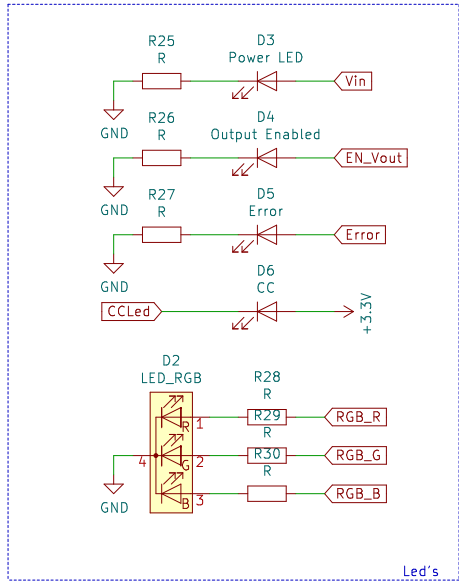 R25
R
D3
Power LED
Vin
GND
R26
R
D4
Output Enabled
EN_Vout
GND
R27
R
D5
Error
Error
GND
D6
CC
CCLed
+3.3V
D2
LED_RGB
R28
R
R 1
RGB_R
R29
R
4
G 2
RGB_G
R30
R
B 3
RGB_B
GND
Led's